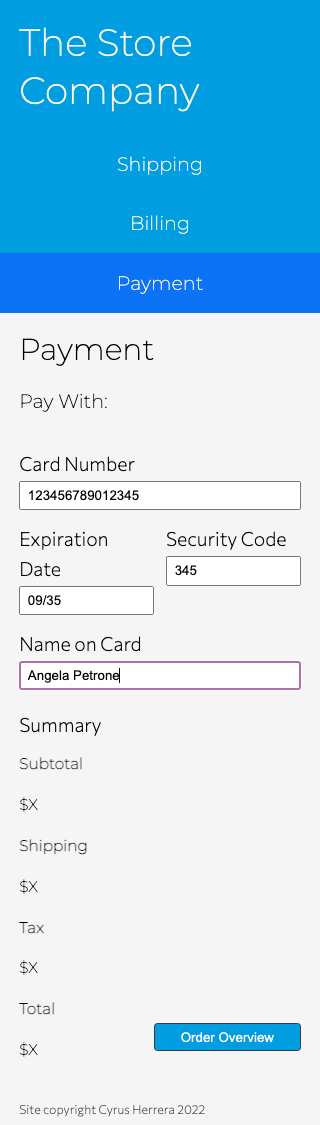 The Store
Company
Shipping
Billing
Payment
Payment
Pay With:
Card Number
123456789012345
Expiration
Date
09/35
Security Code
345
Name on Card
Angela Petrone
Summary
Subtotal
$X
Shipping
$X
Tax
$X
Total
$X
Order Overview
Site copyright Cyrus Herrera 2022